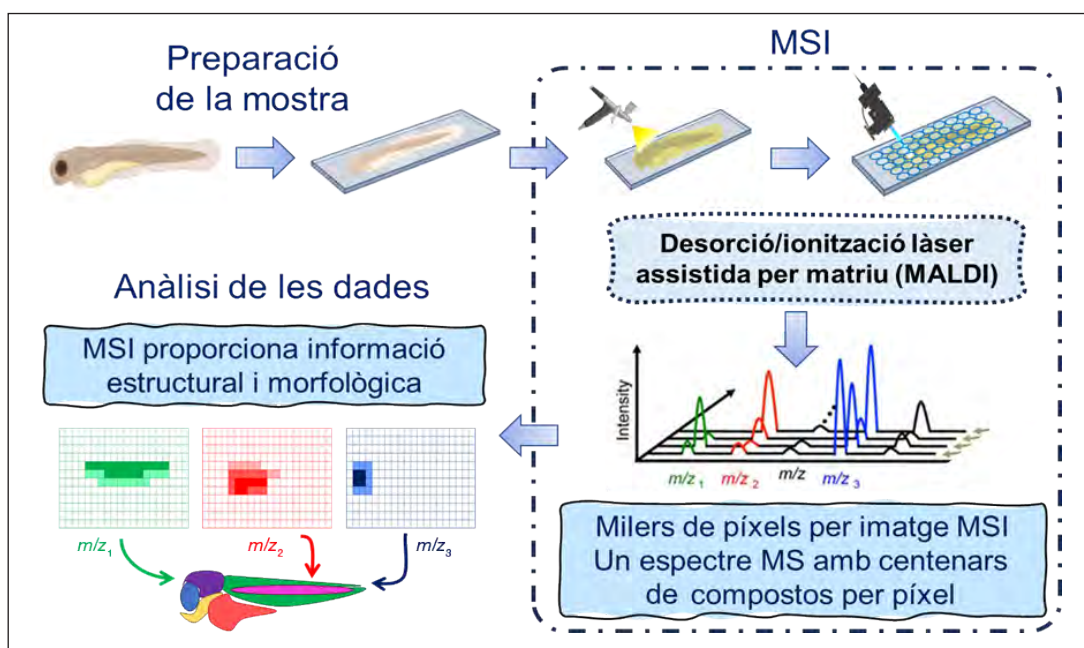 Preparació
de la mostra
MSI
Desorció/ionització làser
assistida per matriu (MALDI)
Intensity
m/z₁
m/z₂
m/z
m/z₃
Milers de píxels per imatge MSI
Un espectre MS amb centenars
de compostos per píxel
Anàlisi de les dades
MSI proporciona informació
estructural i morfològica
m/z₁
m/z₂
m/z₃